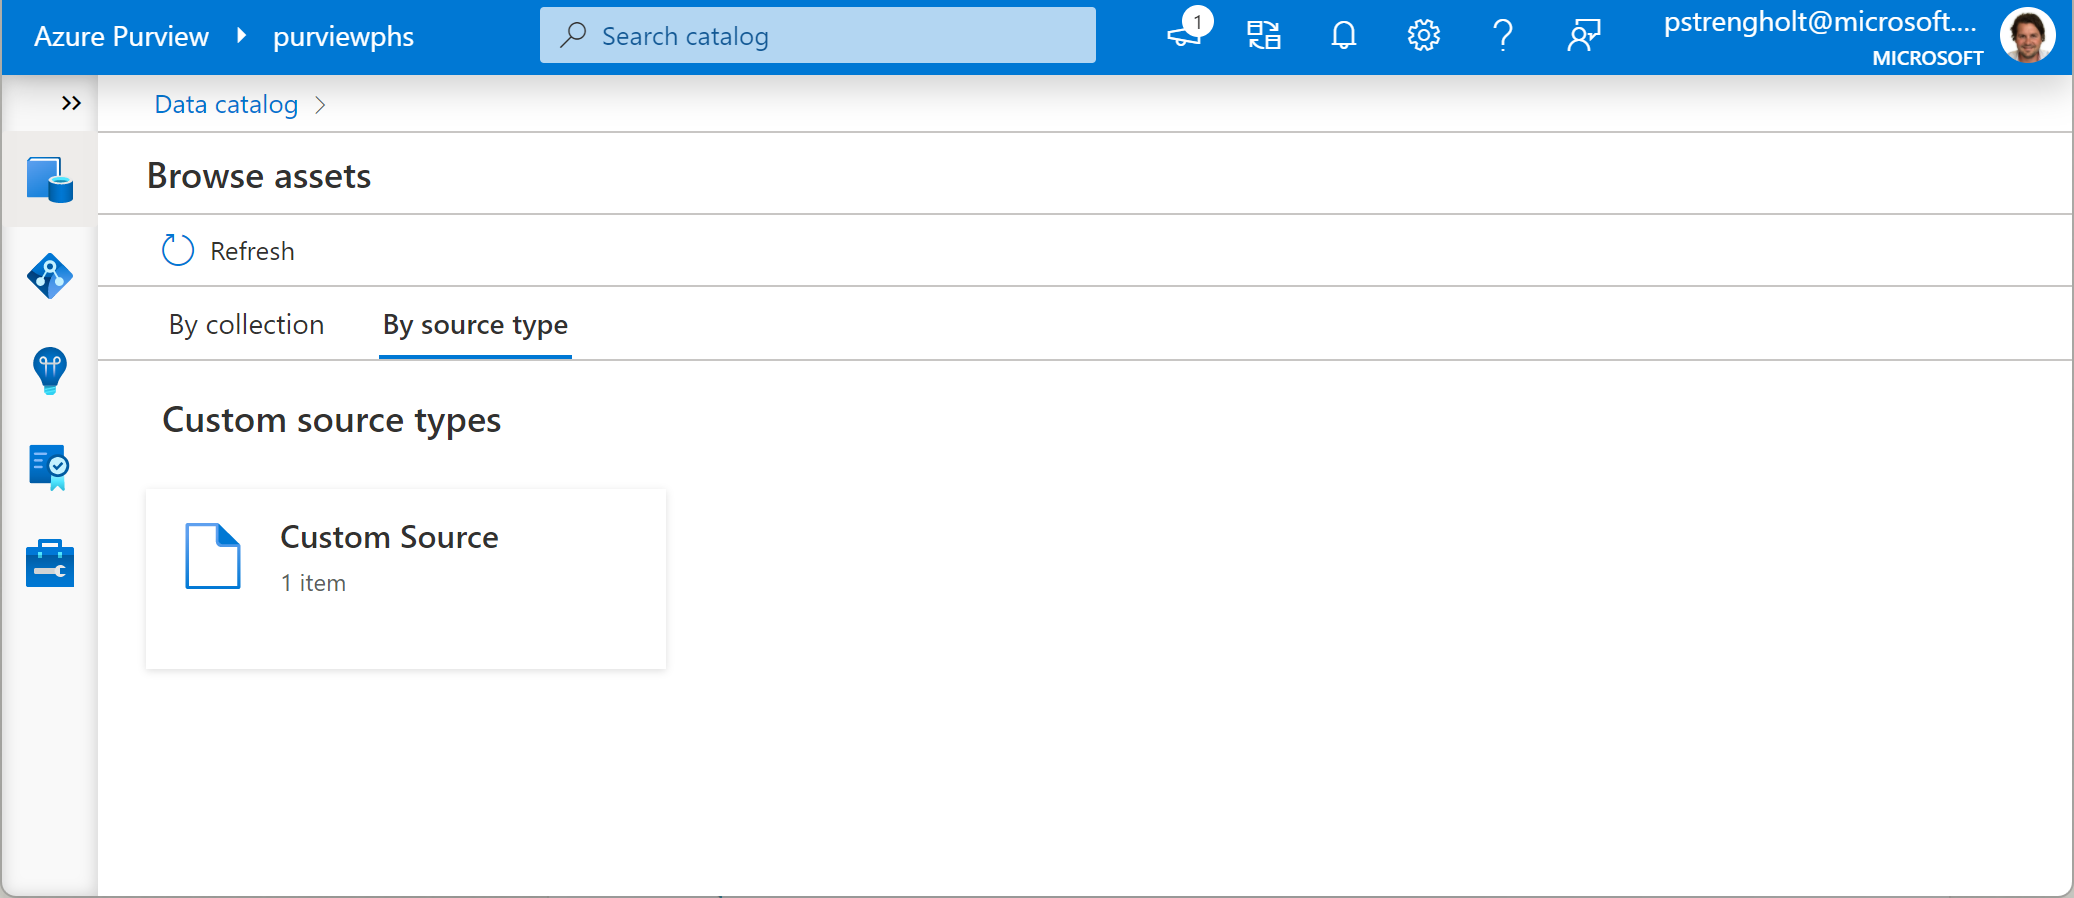 Azure Purview purviewphs
Search catalog
1
pstrengholt@microsoft....
MICROSOFT
Data catalog
Browse assets
Refresh
By collection By source type
Custom source types
Custom Source
1 item